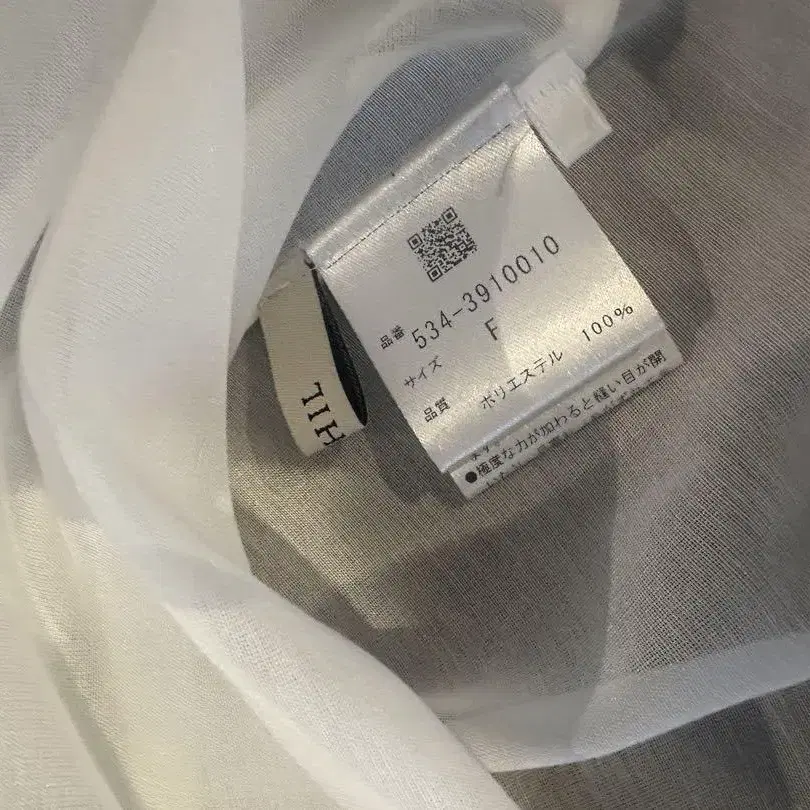 品番 534-3910010
サイズ F
品質 ポリエステル 100%
●極度な力が加わると縫い目が開
HIL